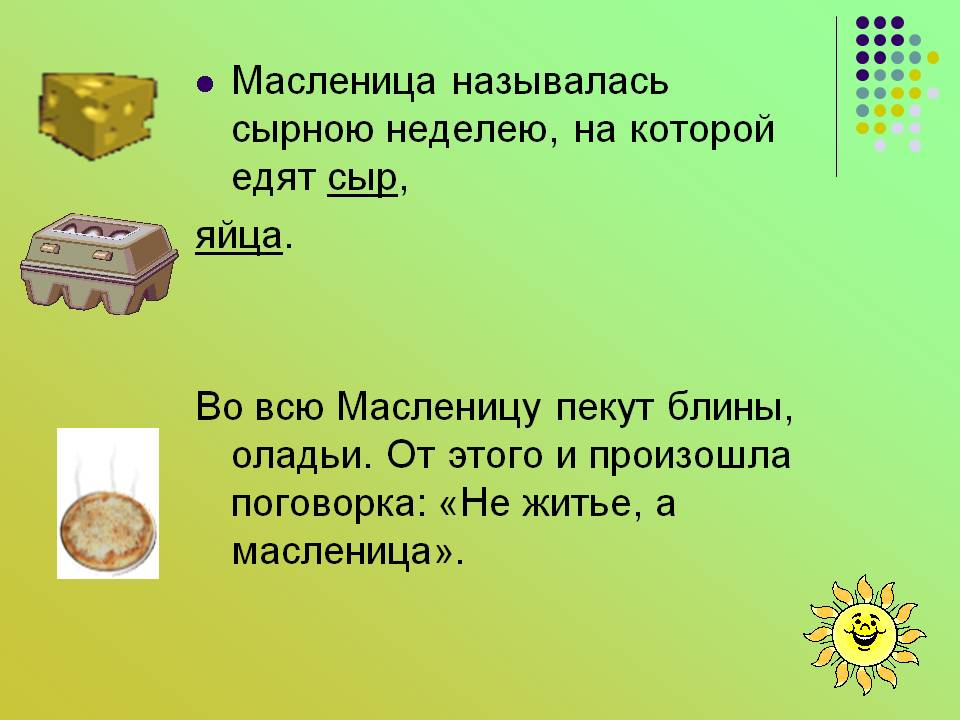 Масленица называлась
сырною неделею, на которой
едят сыр,
яйца.
Во всю Масленицу пекут блины,
оладьи. От этого и произошла
поговорка: «Не житье, а
масленица».